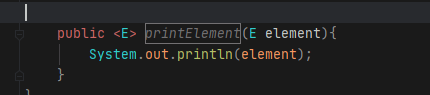 public <E> printElement(E element){
System.out.println(element);
}